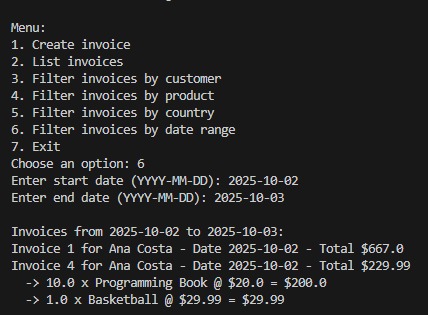 Menu:
1. Create invoice
2. List invoices
3. Filter invoices by customer
4. Filter invoices by product
5. Filter invoices by country
6. Filter invoices by date range
7. Exit
Choose an option: 6
Enter start date (YYYY-MM-DD): 2025-10-02
Enter end date (YYYY-MM-DD): 2025-10-03
Invoices from 2025-10-02 to 2025-10-03:
Invoice 1 for Ana Costa - Date 2025-10-02 - Total $667.0
Invoice 4 for Ana Costa - Date 2025-10-02 - Total $229.99
-> 10.0 x Programming Book @ $20.0 = $200.0
-> 1.0 x Basketball @ $29.99 = $29.99